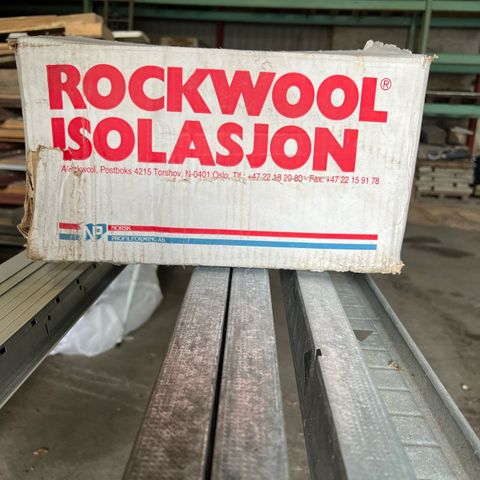 ROCKWOOL®
ISOLASJON
A/Rockwool, Postboks 4215 Torshov, N-0401 Oslo, Tlf. +47 22 18 20 80 Fax: +47 22 15 91 78
NP NORSK
PROFILFORMING AS